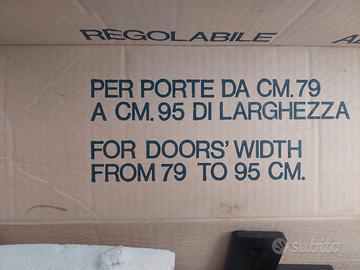 REGOLABILE
PER PORTE DA CM.79
A CM.95 DI LARGHEZZA
FOR DOORS' WIDTH
FROM 79 TO 95 CM.
subito